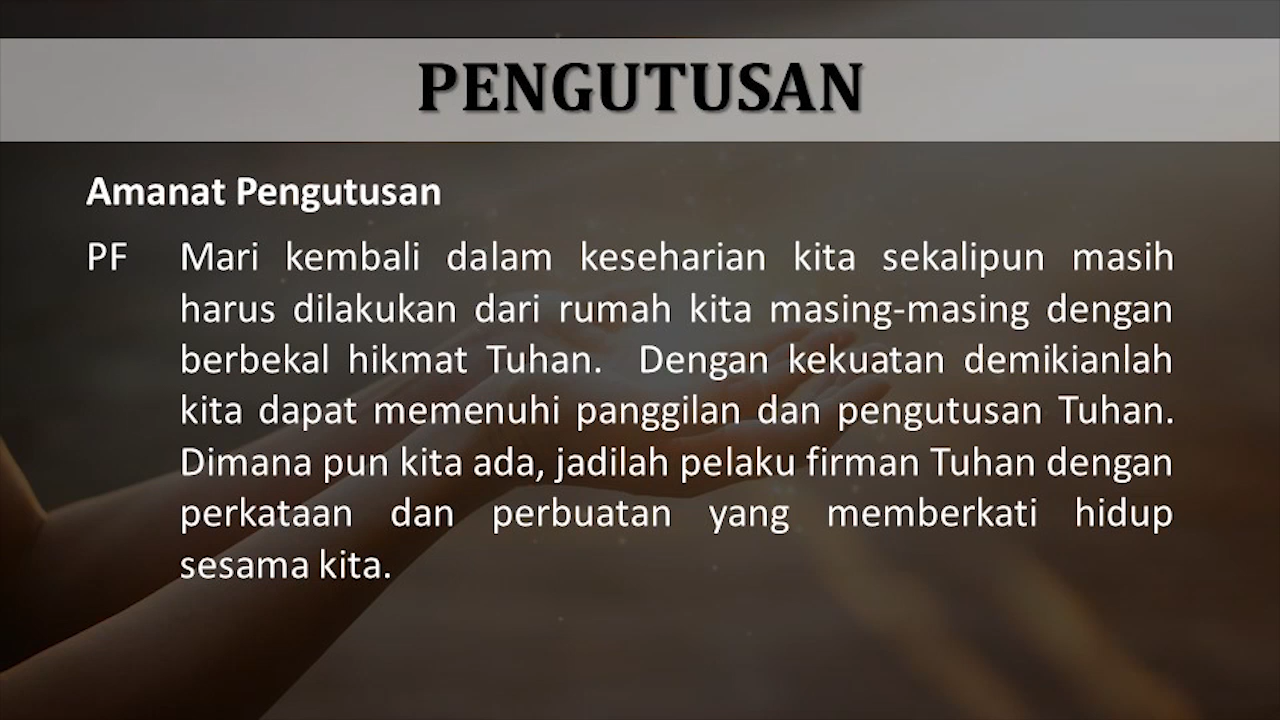 PENGUTUSAN
Amanat Pengutusan
PF Mari kembali dalam keseharian kita sekalipun masih
harus dilakukan dari rumah kita masing-masing dengan
berbekal hikmat Tuhan. Dengan kekuatan demikianlah
kita dapat memenuhi panggilan dan pengutusan Tuhan.
Dimana pun kita ada, jadilah pelaku firman Tuhan dengan
perkataan dan perbuatan yang memberkati hidup
sesama kita.